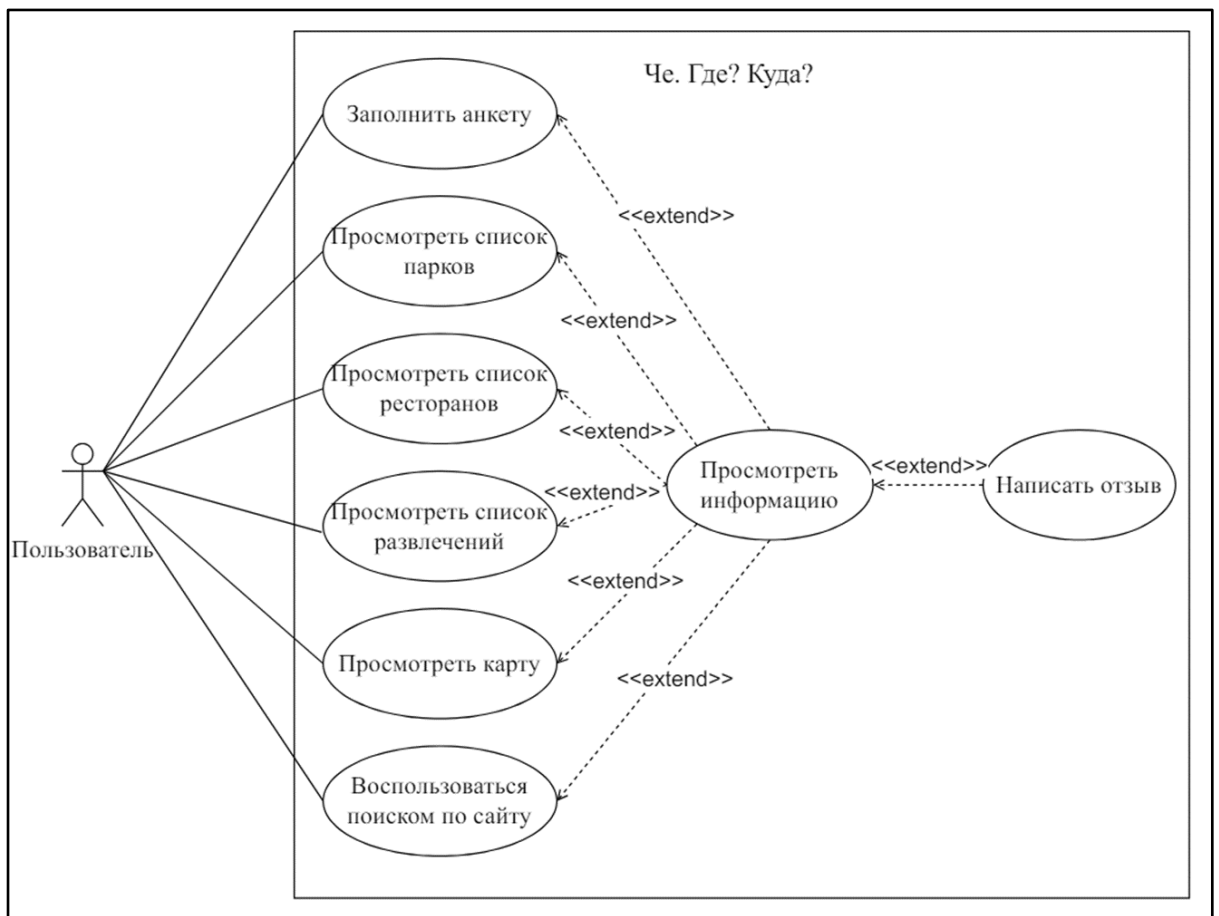 Че. Где? Куда?
Заполнить анкету
<<extend>>
Просмотреть список
парков
<<extend>>
Просмотреть список
ресторанов
<<extend>>
Просмотреть
информацию
<<extend>>
Написать отзыв
<<extend>>
Просмотреть список
развлечений
Пользователь
<<extend>>
Просмотреть карту
<<extend>>
Воспользоваться
поиском по сайту